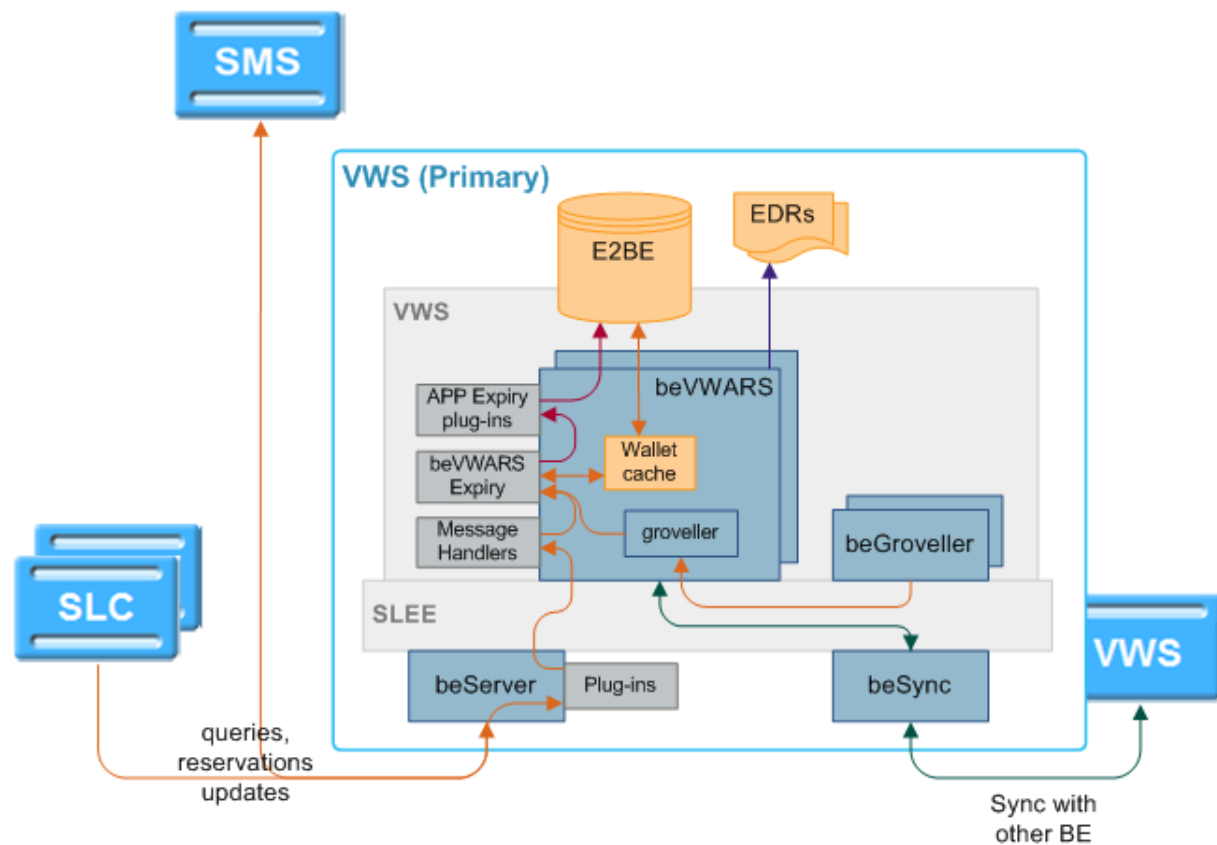 SMS
VWS (Primary)
E2BE
EDRs
VWS
beVWARS
APP Expiry
plug-ins
Wallet
cache
beVWARS
Expiry
Message
Handlers
groveller
beGroveller
SLC
SLEE
VWS
beServer
Plug-ins
beSync
queries,
reservations
updates
Sync with
other BE